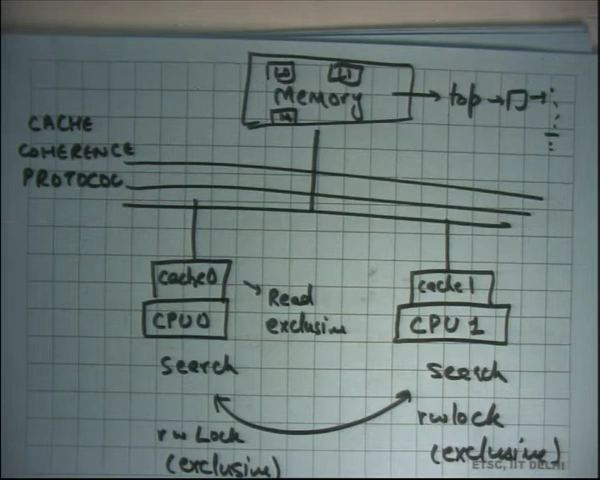 Memory
top
CACHE
COHERENCE
PROTOCOL
cache0
CPU0
Read
exclusive
cache1
CPU1
Search
Search
rw Lock
(exclusive)
rwlock
(exclusive)
ETSC, IIT DELHI